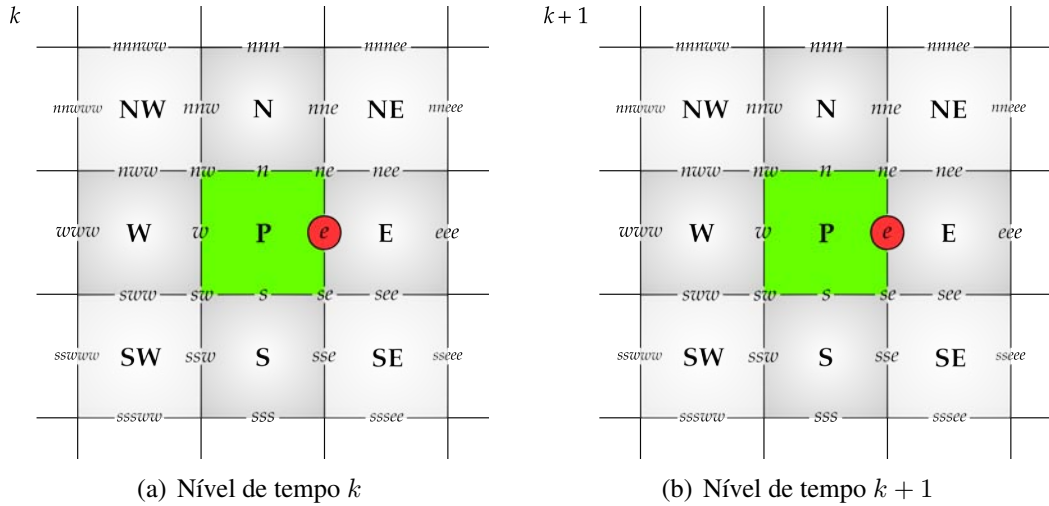 k k + 1
nnnww nnn nnnee nnnww nnn nnnee
nnwww NW nnw N nne NE nneee nnwww NW nnw N nne NE nneee
nww nw n ne nee nww nw n ne nee
www W w P e E eee www W w P e E eee
sww sw s se see sww sw s se see
sswww SW ssw S sse SE sseee sswww SW ssw S sse SE sseee
sssww sss sssee sssww sss sssee
(a) Nível de tempo k (b) Nível de tempo k + 1